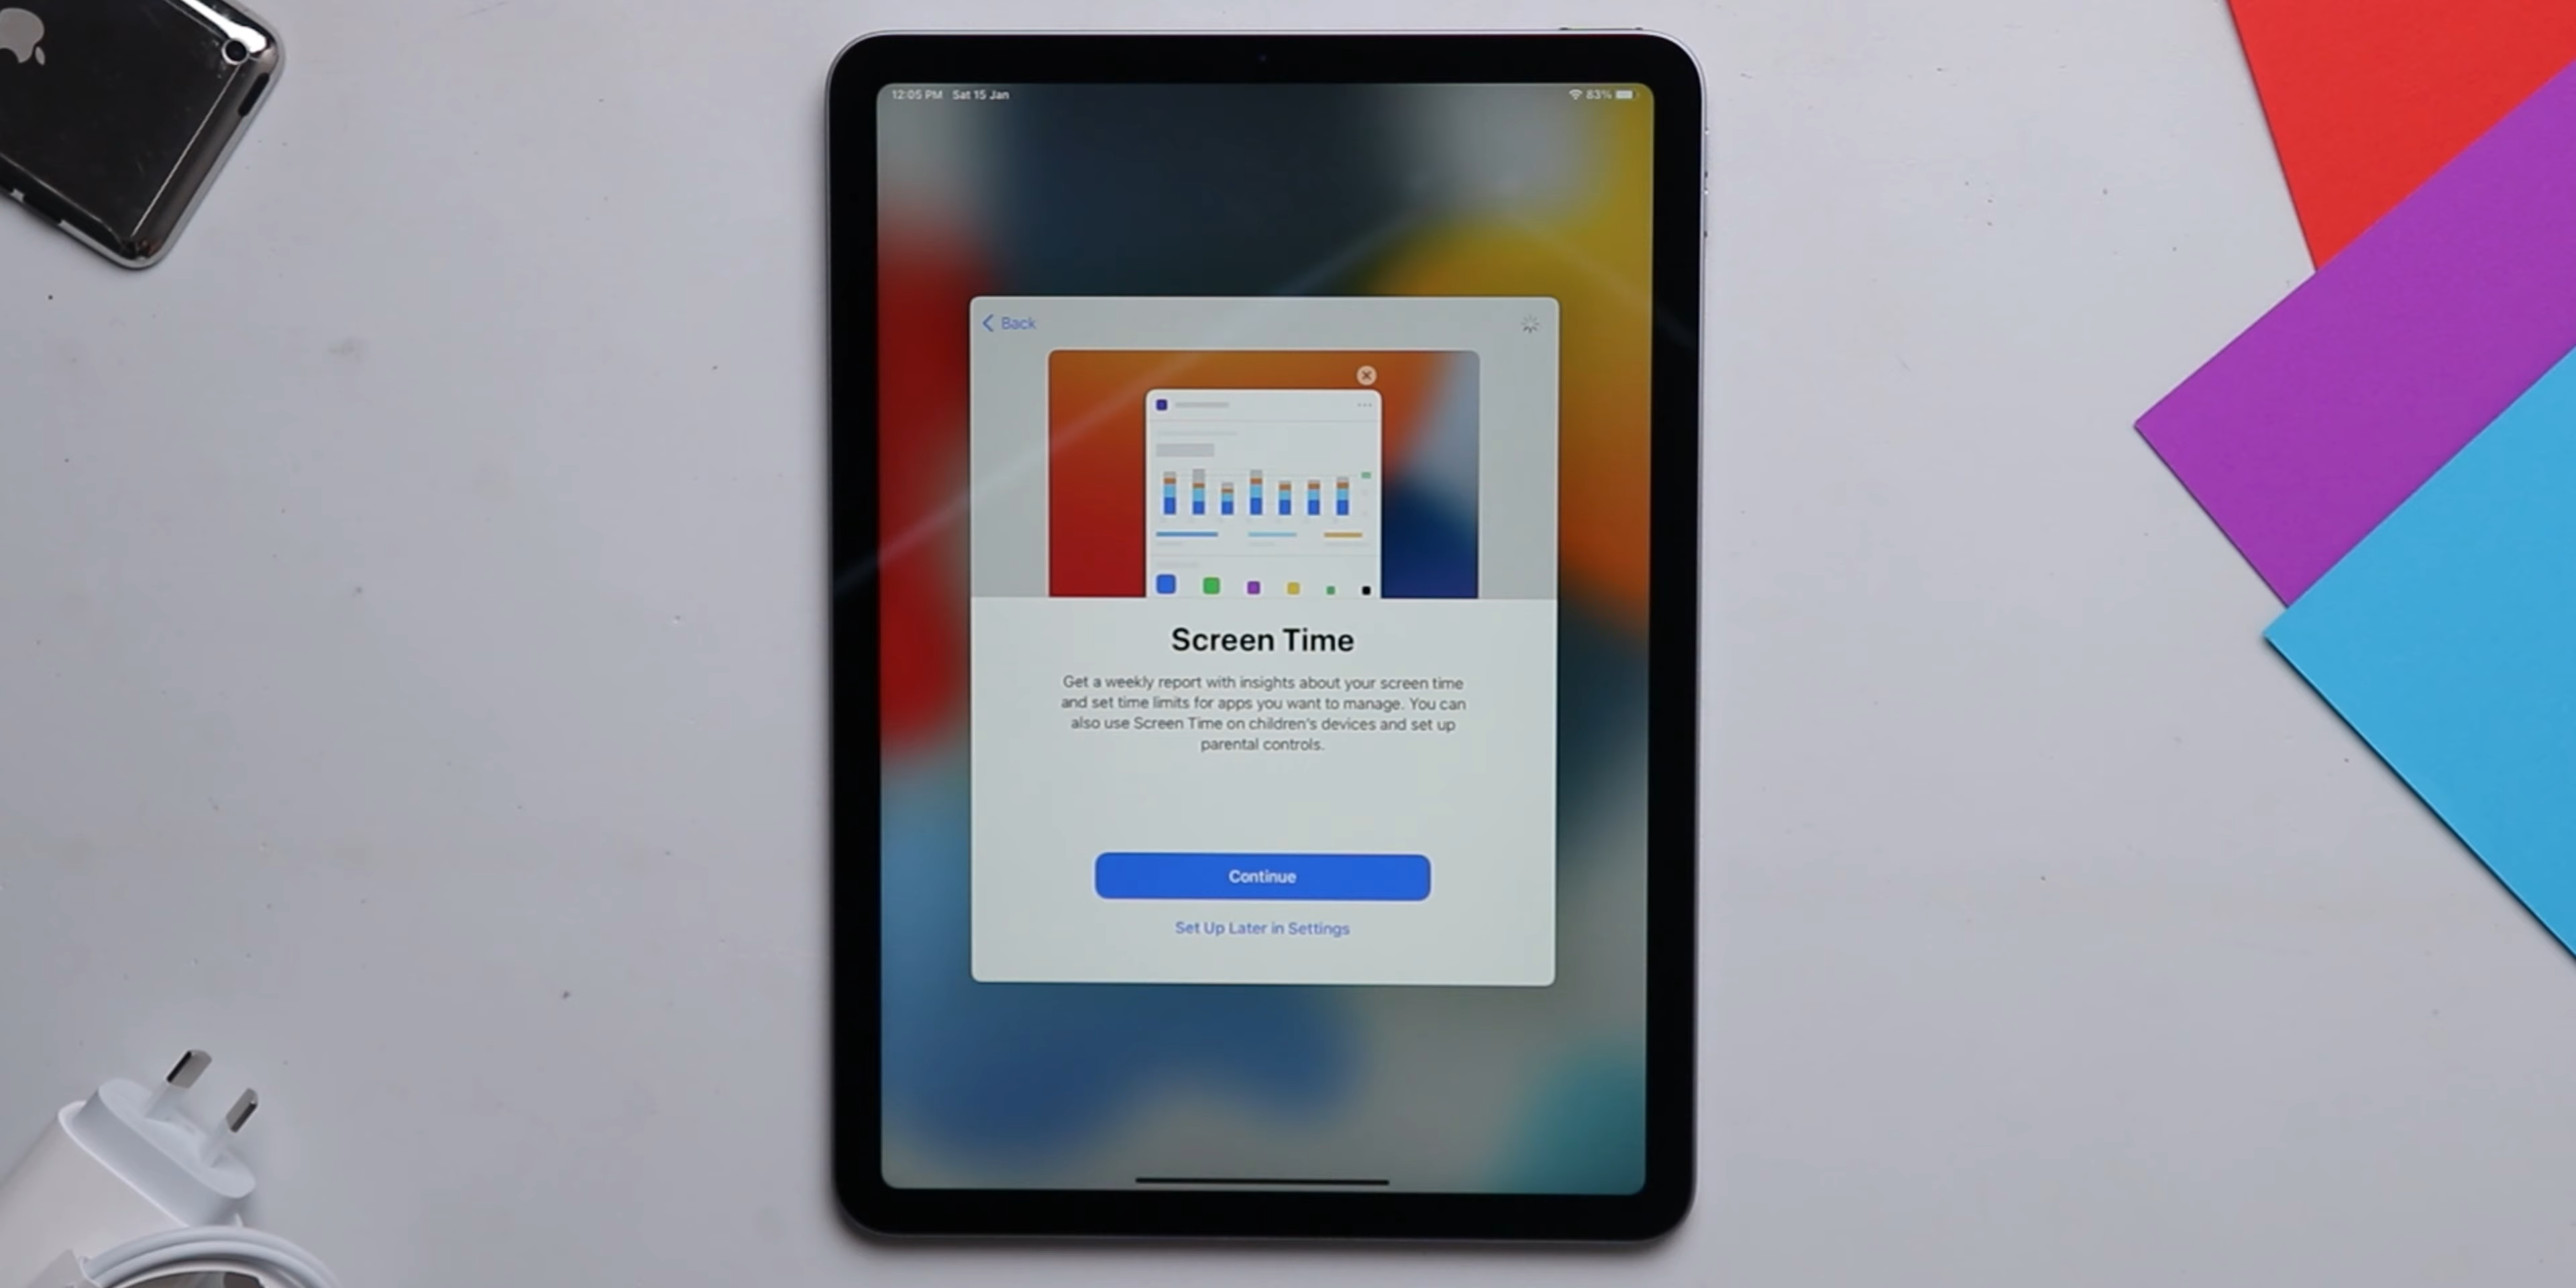 12:05 PM Sat 15 Jan
83%
Back
Screen Time
Get a weekly report with insights about your screen time
and set time limits for apps you want to manage. You can
also use Screen Time on children's devices and set up
parental controls.
Continue
Set Up Later in Settings